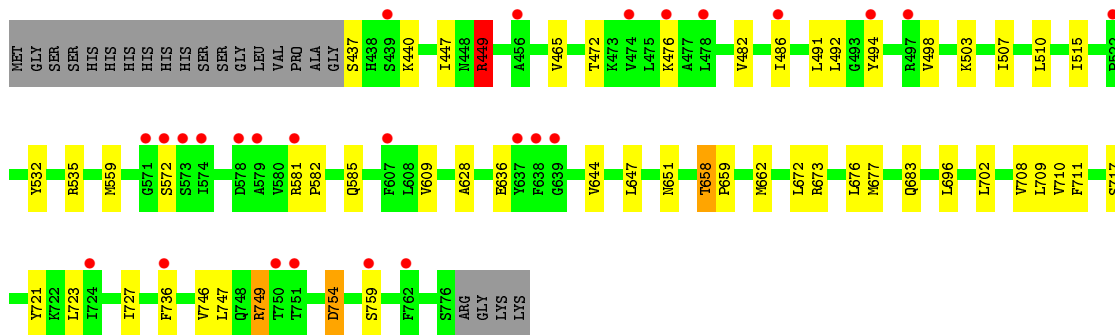 MET GLY SER SER HIS HIS HIS HIS HIS HIS SER SER GLY LEU VAL PRO ALA GLY S437 H438 S439 K440 I447 N448 R449 A456 V465 T472 K473 V474 L475 K476 A477 L478 V482 I486 L491 L492 G493 Y494 R497 V498 K503 I507 L510 I515
Y532 R535 M559 G571 S572 S573 I574 D578 A579 V580 R581 P582 Q585 F607 L608 V609 A628 E636 Y637 F638 G639 V644 L647 N651 T658 P659 M662 L672 R673 L676 M677 Q683 L696 L702 V708 L709 V710 F711 S717
Y721 K722 L723 I724 I727 F736 V746 L747 Q748 R749 T750 T751 D754 S759 F762 S776 ARG GLY LYS LYS